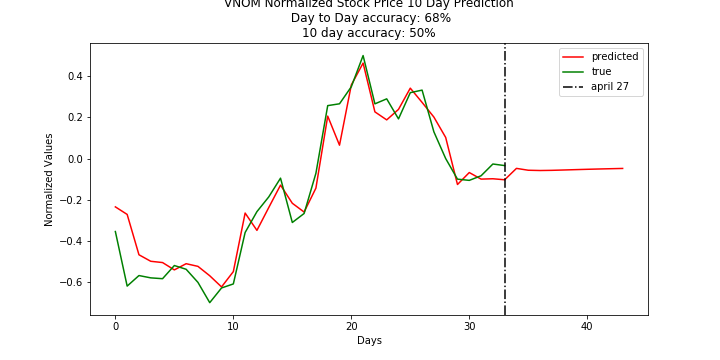 VNOM Normalized Stock Price 10 Day Prediction
Day to Day accuracy: 68%
10 day accuracy: 50%
predicted
true
april 27
Normalized Values
0.4
0.2
0.0
−0.2
−0.4
−0.6
0 10 20 30 40
Days